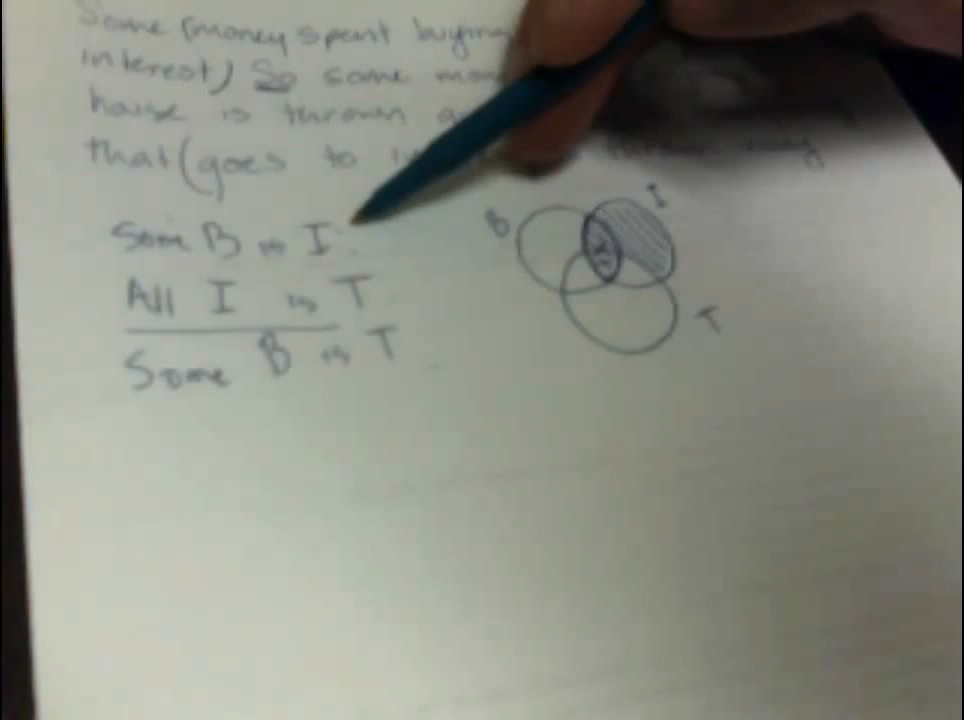 Some (money spent buying
interest) So some
house is thrown
that (goes to
away
Some B is I
All I is T
Some B is T
B
I
x
T